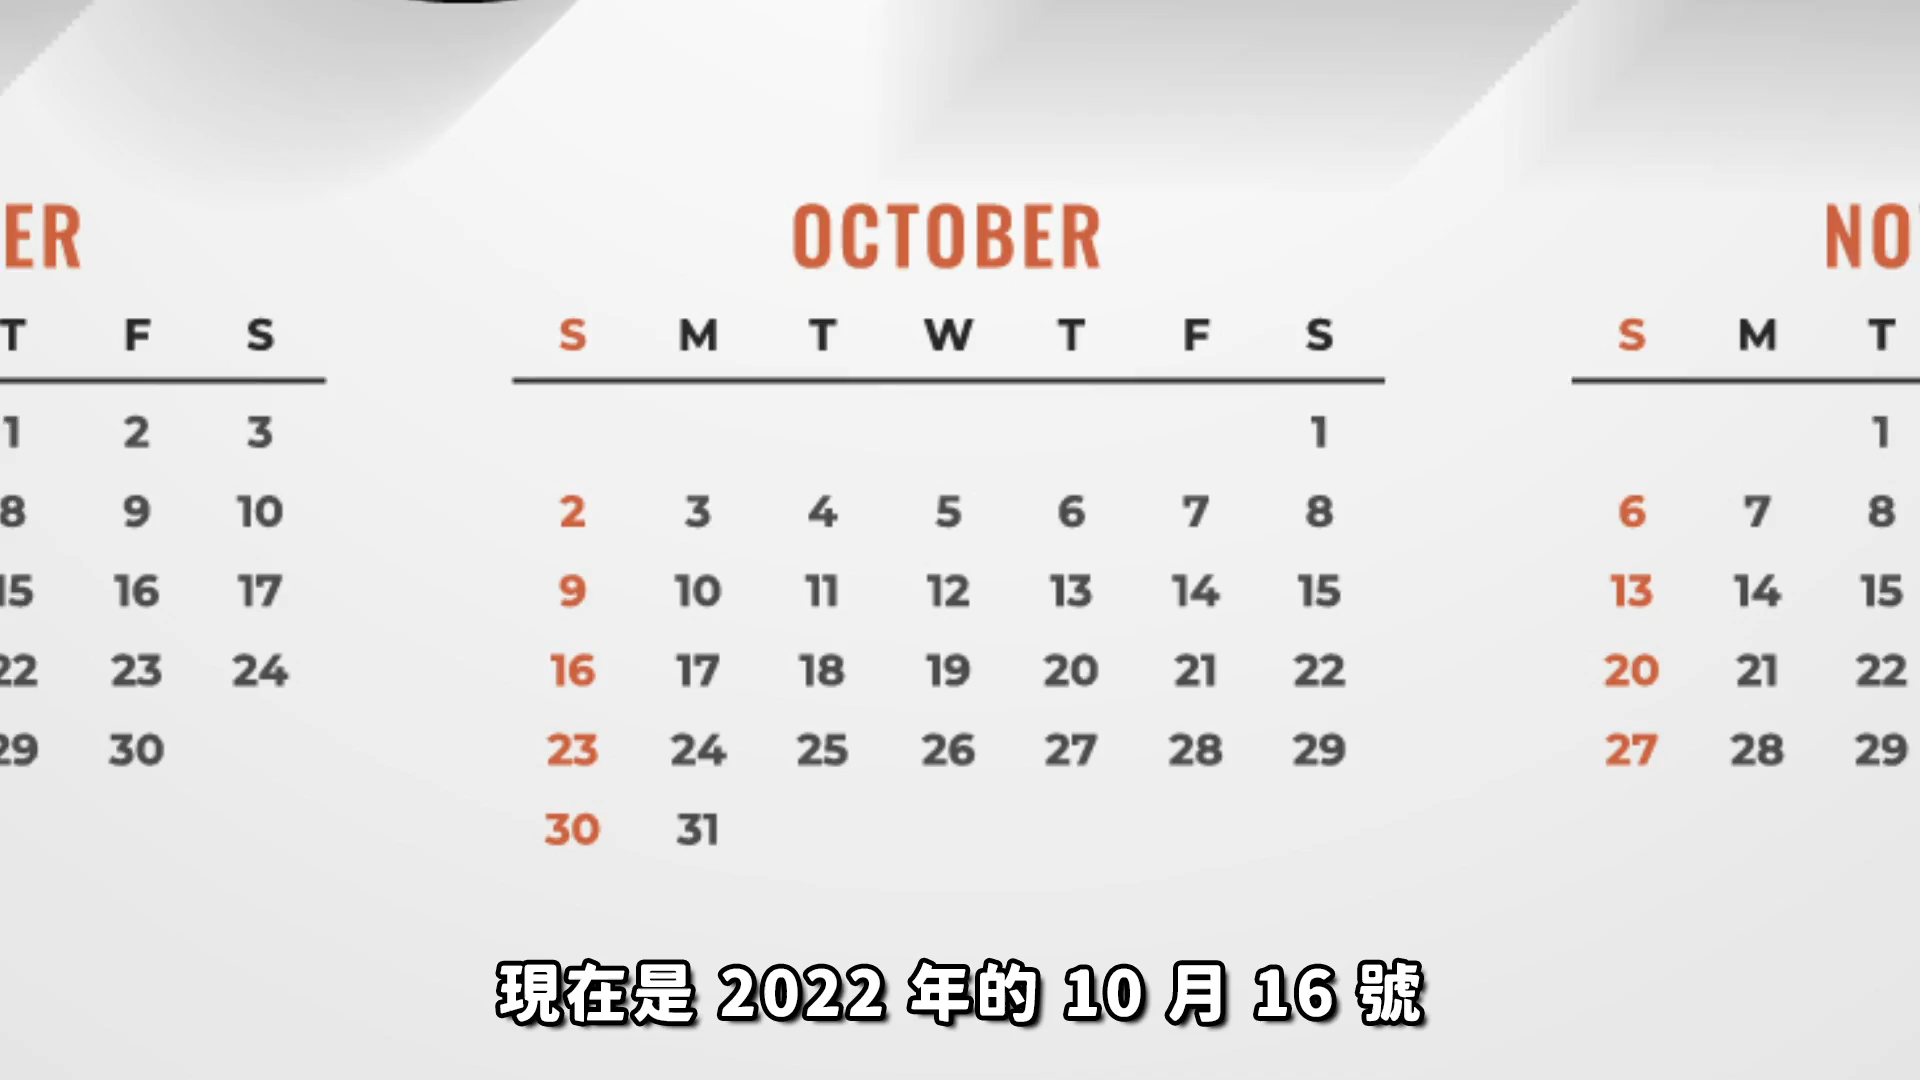 ER OCTOBER NO
T F S S M T W T F S S M T
1 2 3 1 1
8 9 10 2 3 4 5 6 7 8 6 7 8
15 16 17 9 10 11 12 13 14 15 13 14 15
22 23 24 16 17 18 19 20 21 22 20 21 22
29 30 23 24 25 26 27 28 29 27 28 29
30 31
現在是 2022 年的 10 月 16 號